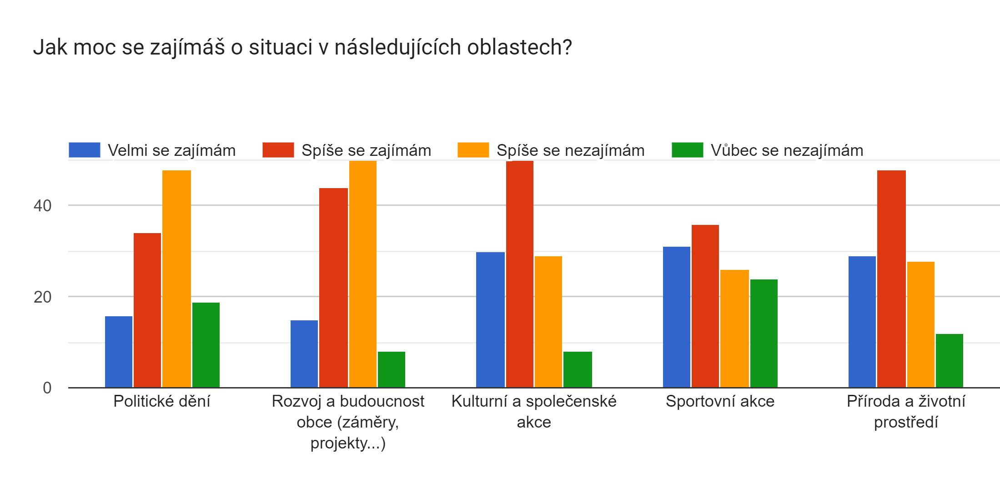 Jak moc se zajímáš o situaci v následujících oblastech?
Velmi se zajímám
Spíše se zajímám
Spíše se nezajímám
Vůbec se nezajímám
40
20
0
Politické dění
Rozvoj a budoucnost
obce (záměry,
projekty...)
Kulturní a společenské
akce
Sportovní akce
Příroda a životní
prostředí